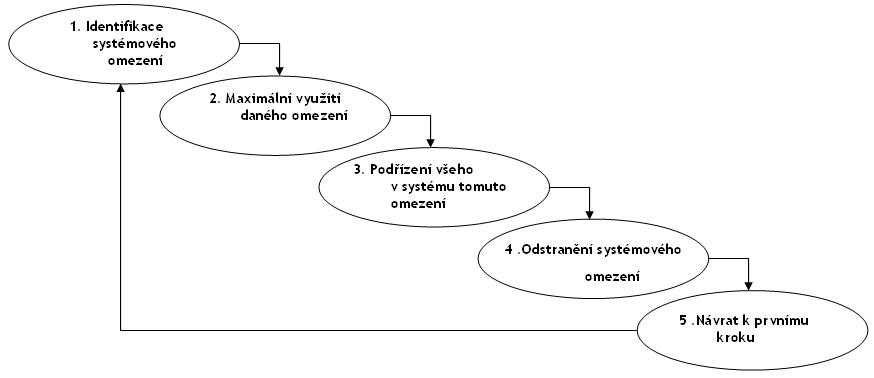 1. Identifikace
systémového
omezení
2. Maximální využití
daného omezení
3. Podřízení všeho
v systému tomuto
omezení
4 .Odstranění systémového
omezení
5 .Návrat k prvnímu
kroku